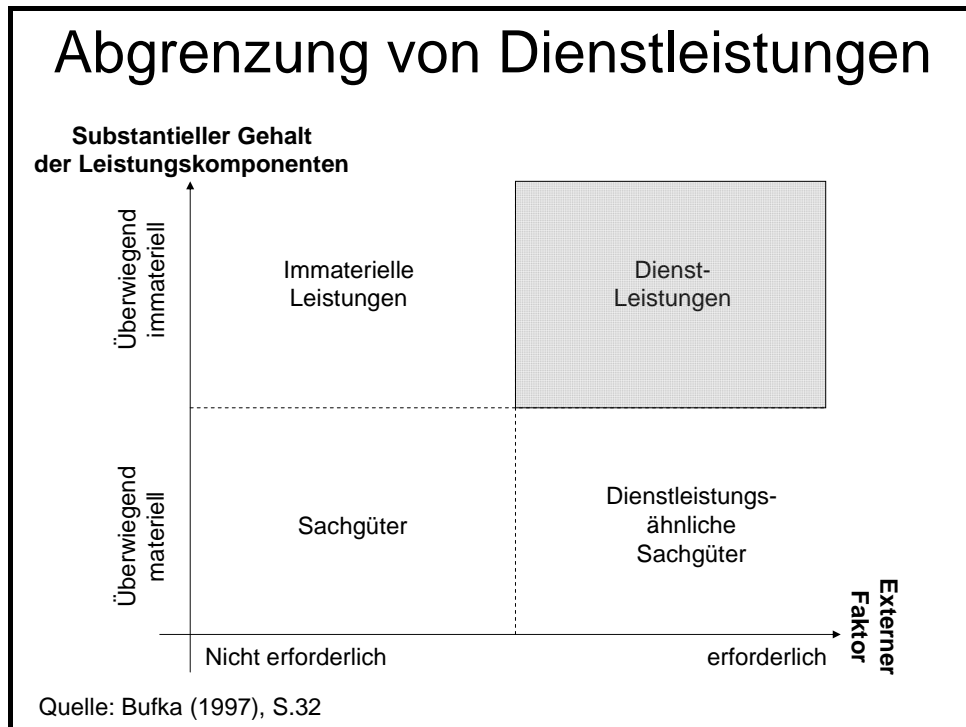 Abgrenzung von Dienstleistungen
Substantieller Gehalt
der Leistungskomponenten
Überwiegend
immateriell
Immaterielle
Leistungen
Dienst-
Leistungen
Überwiegend
materiell
Sachgüter
Dienstleistungs-
ähnliche
Sachgüter
Externer
Faktor
Nicht erforderlich
erforderlich
Quelle: Bufka (1997), S.32